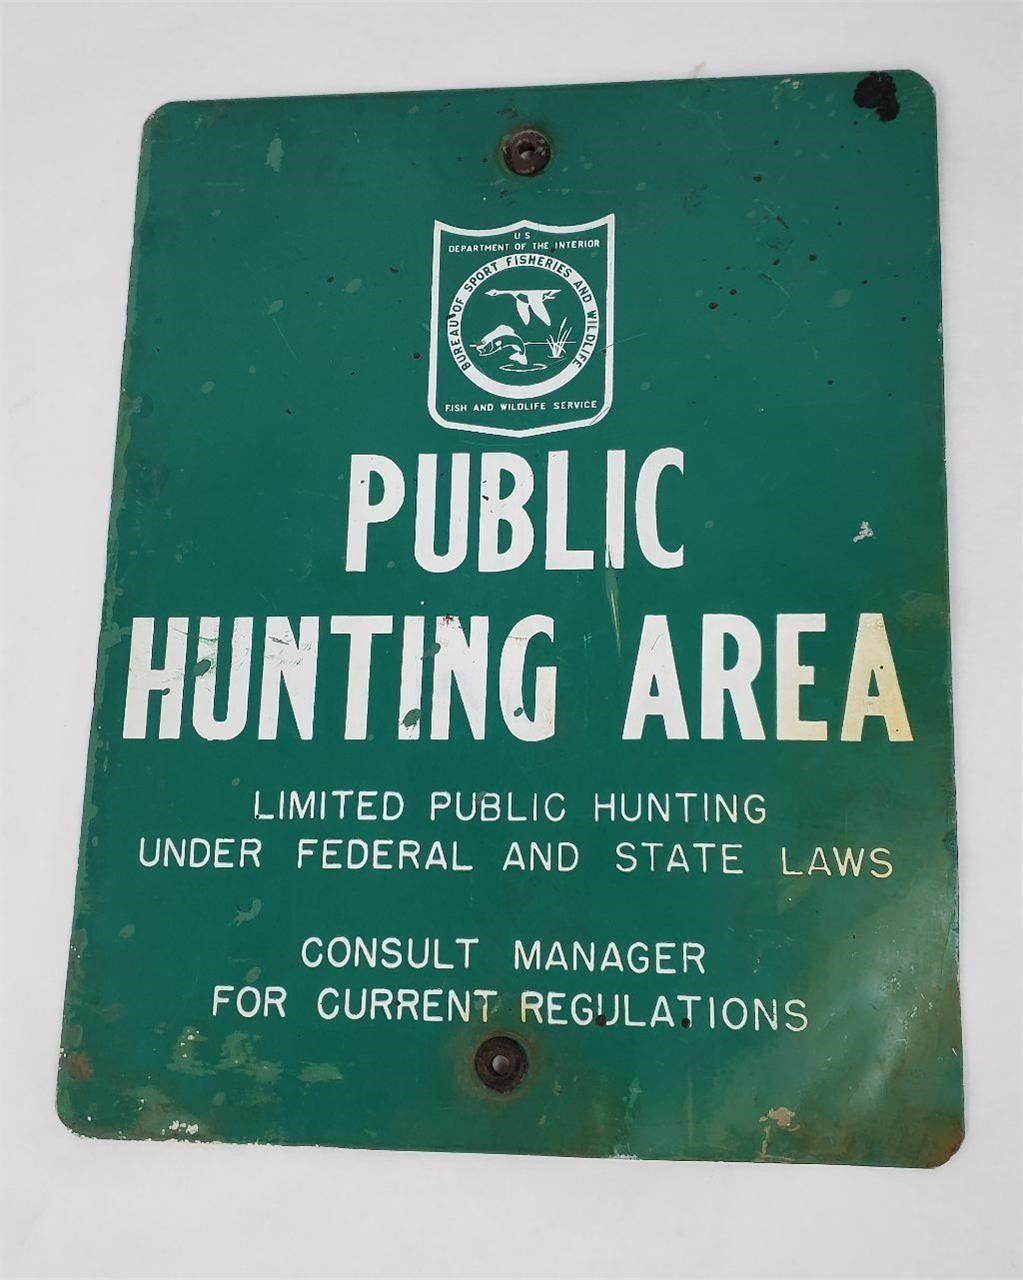 U S
DEPARTMENT OF THE INTERIOR
BUREAU OF SPORT FISHERIES AND WILDLIFE
FISH AND WILDLIFE SERVICE
PUBLIC
HUNTING AREA
LIMITED PUBLIC HUNTING
UNDER FEDERAL AND STATE LAWS
CONSULT MANAGER
FOR CURRENT REGULATIONS